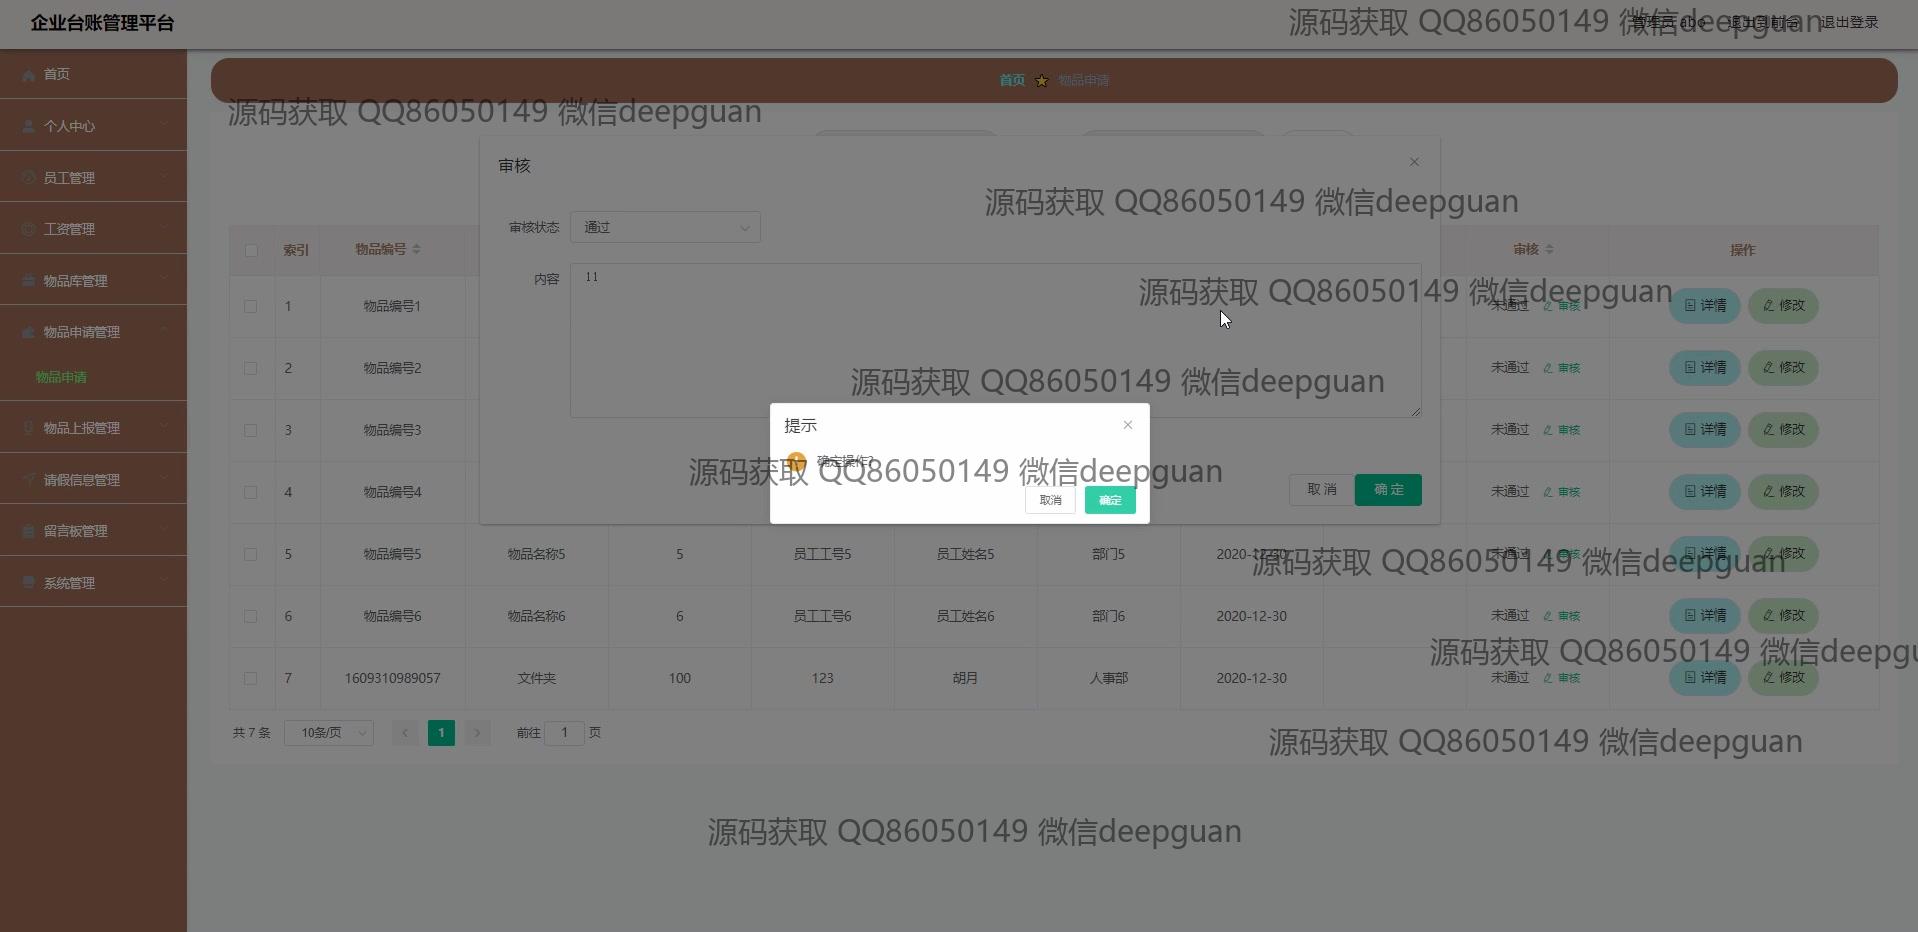 企业台账管理平台
源码获取 QQ86050149 微信deepguan
管理员 abo 退出到前台 退出登录
首页
个人中心
员工管理
工资管理
物品库管理
物品申请管理
物品申请
物品上报管理
请假信息管理
留言板管理
系统管理
首页 物品申请
源码获取 QQ86050149 微信deepguan
审核
源码获取 QQ86050149 微信deepguan
审核状态 通过
内容 11
源码获取 QQ86050149 微信deepguan
源码获取 QQ86050149 微信deepguan
取消 确定
提示
确定操作?
源码获取 QQ86050149 微信deepguan
取消 确定
索引 物品编号 审核 操作
1 物品编号1 未通过 审核 详情 修改
2 物品编号2 未通过 审核 详情 修改
3 物品编号3 未通过 审核 详情 修改
4 物品编号4 未通过 审核 详情 修改
5 物品编号5 物品名称5 5 员工工号5 员工姓名5 部门5 2020-12-30 未通过 审核 详情 修改
源码获取 QQ86050149 微信deepguan
6 物品编号6 物品名称6 6 员工工号6 员工姓名6 部门6 2020-12-30 未通过 审核 详情 修改
源码获取 QQ86050149 微信deepgu
7 1609310989057 文件夹 100 123 胡月 人事部 2020-12-30 未通过 审核 详情 修改
共 7 条 10条/页 1 前往 1 页
源码获取 QQ86050149 微信deepguan
源码获取 QQ86050149 微信deepguan